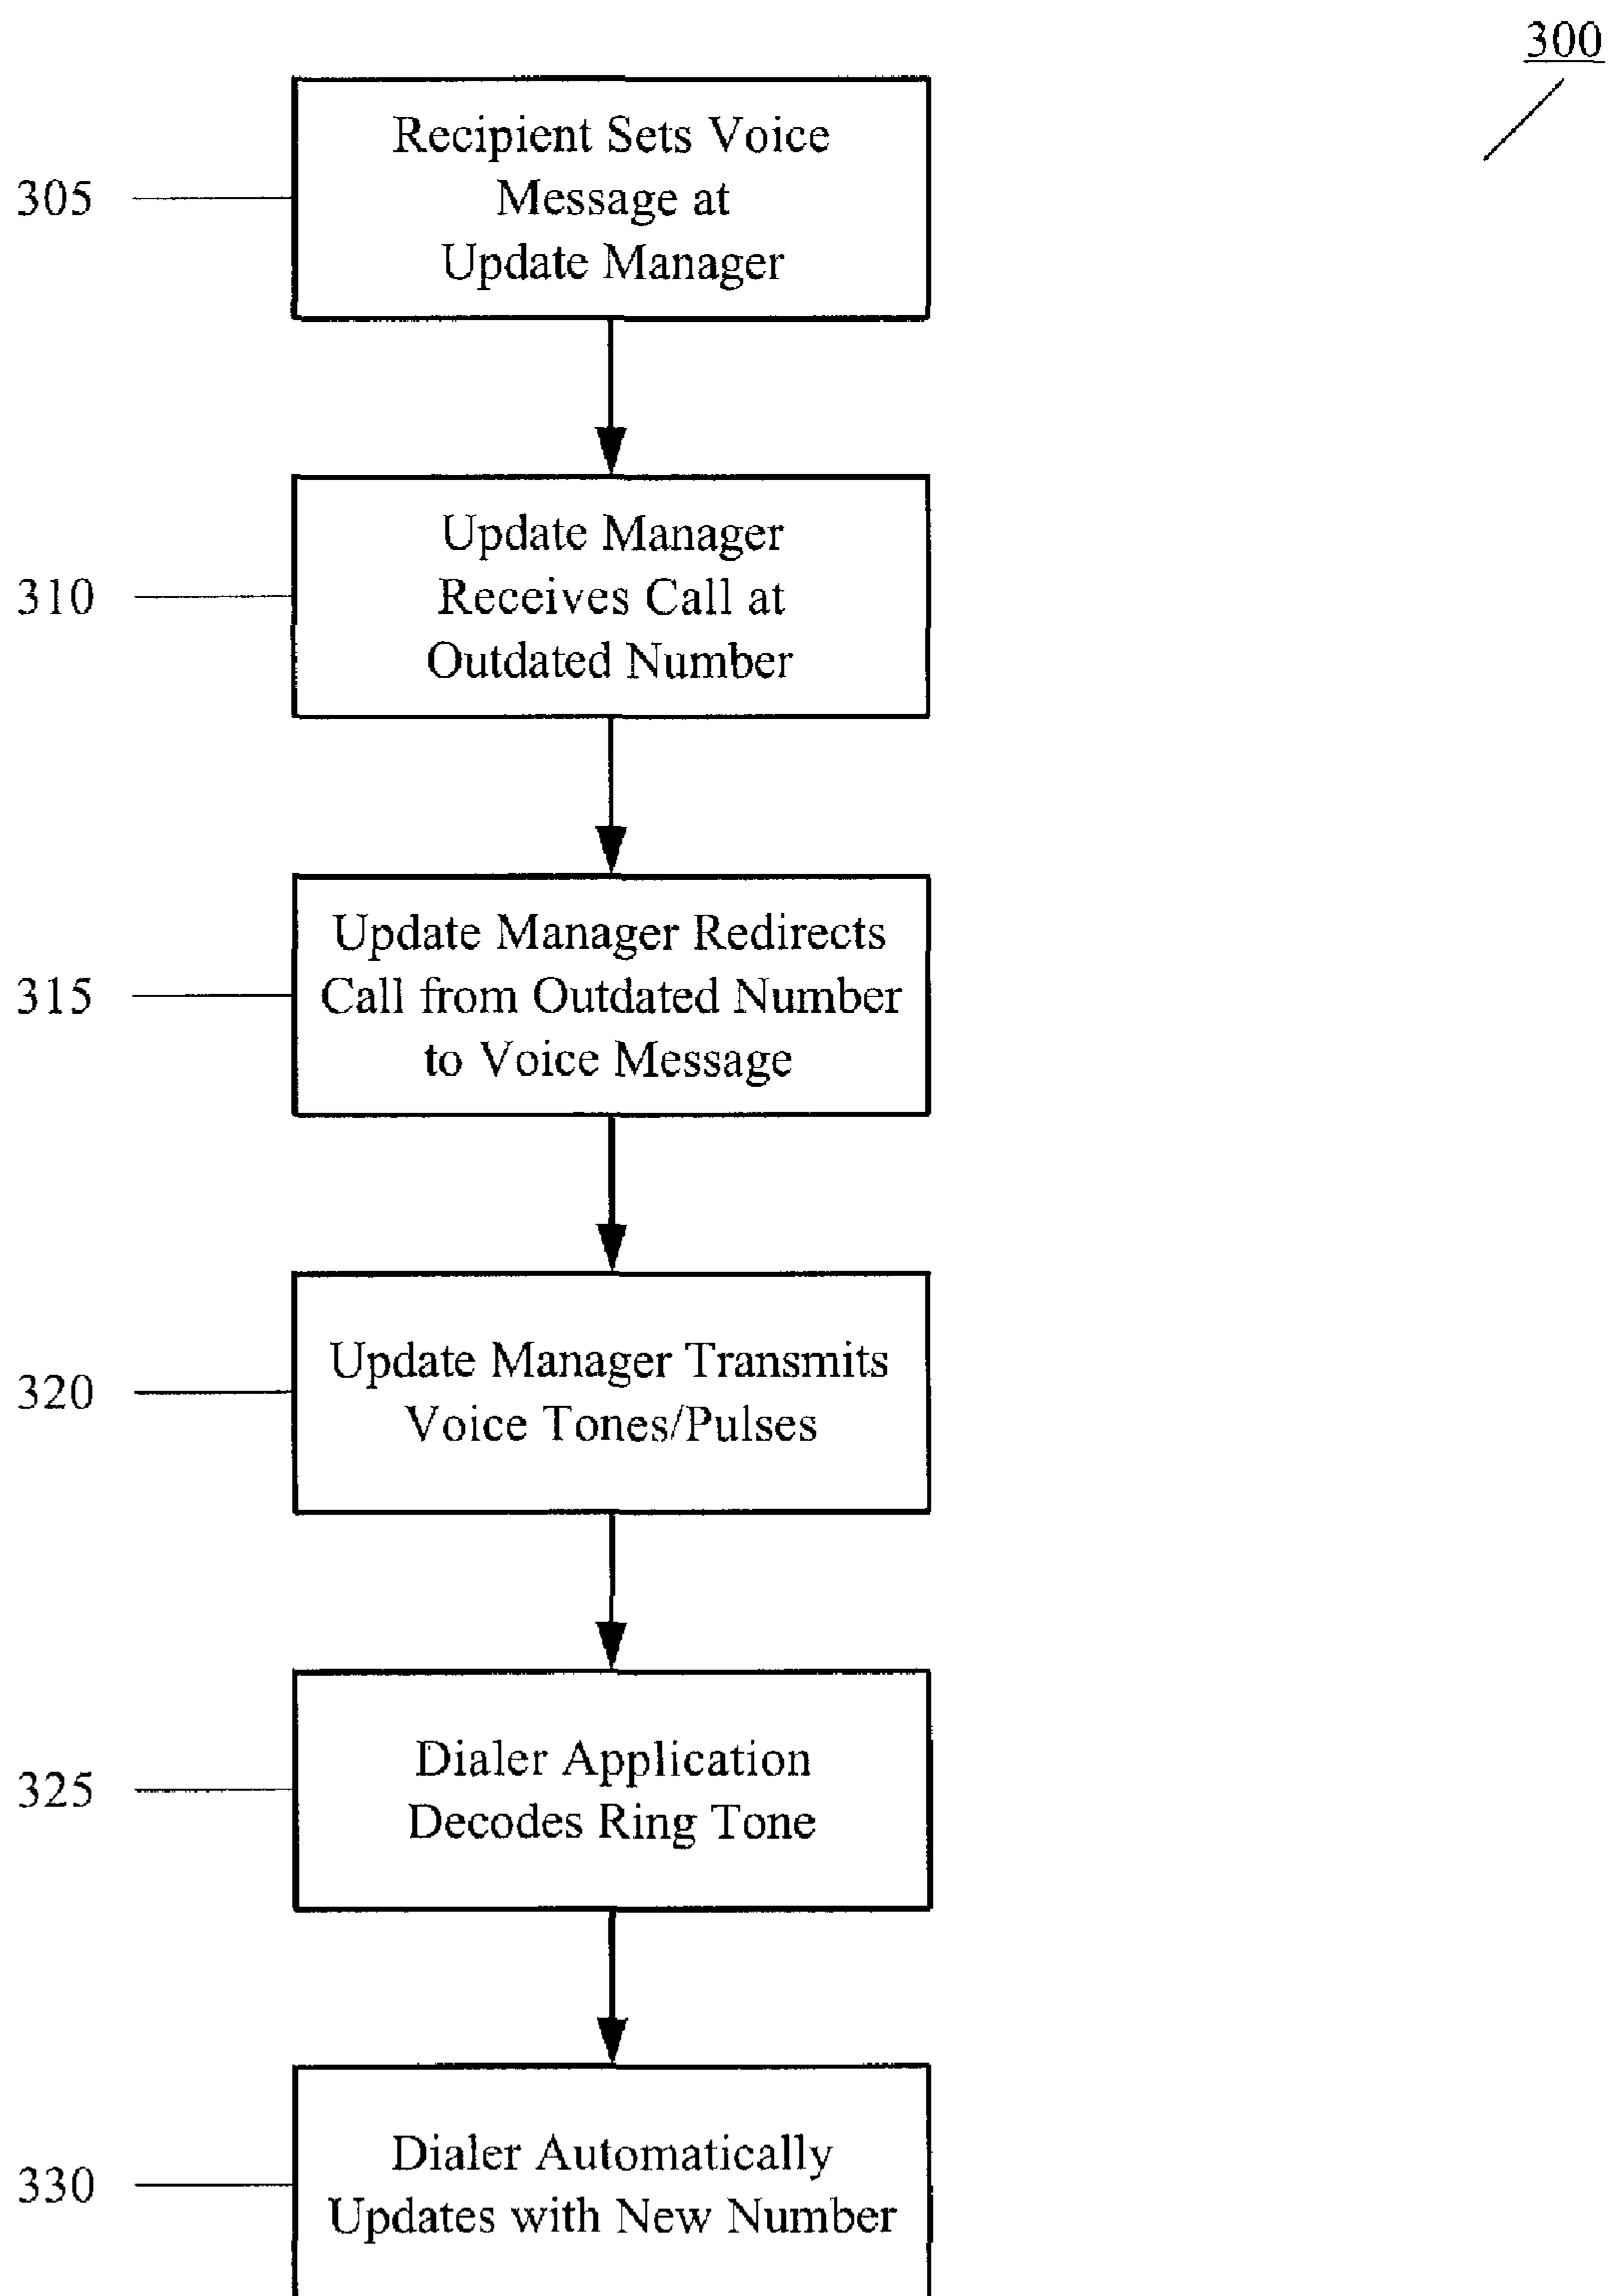 300
305
Recipient Sets Voice
Message at
Update Manager
310
Update Manager
Receives Call at
Outdated Number
315
Update Manager Redirects
Call from Outdated Number
to Voice Message
320
Update Manager Transmits
Voice Tones/Pulses
325
Dialer Application
Decodes Ring Tone
330
Dialer Automatically
Updates with New Number